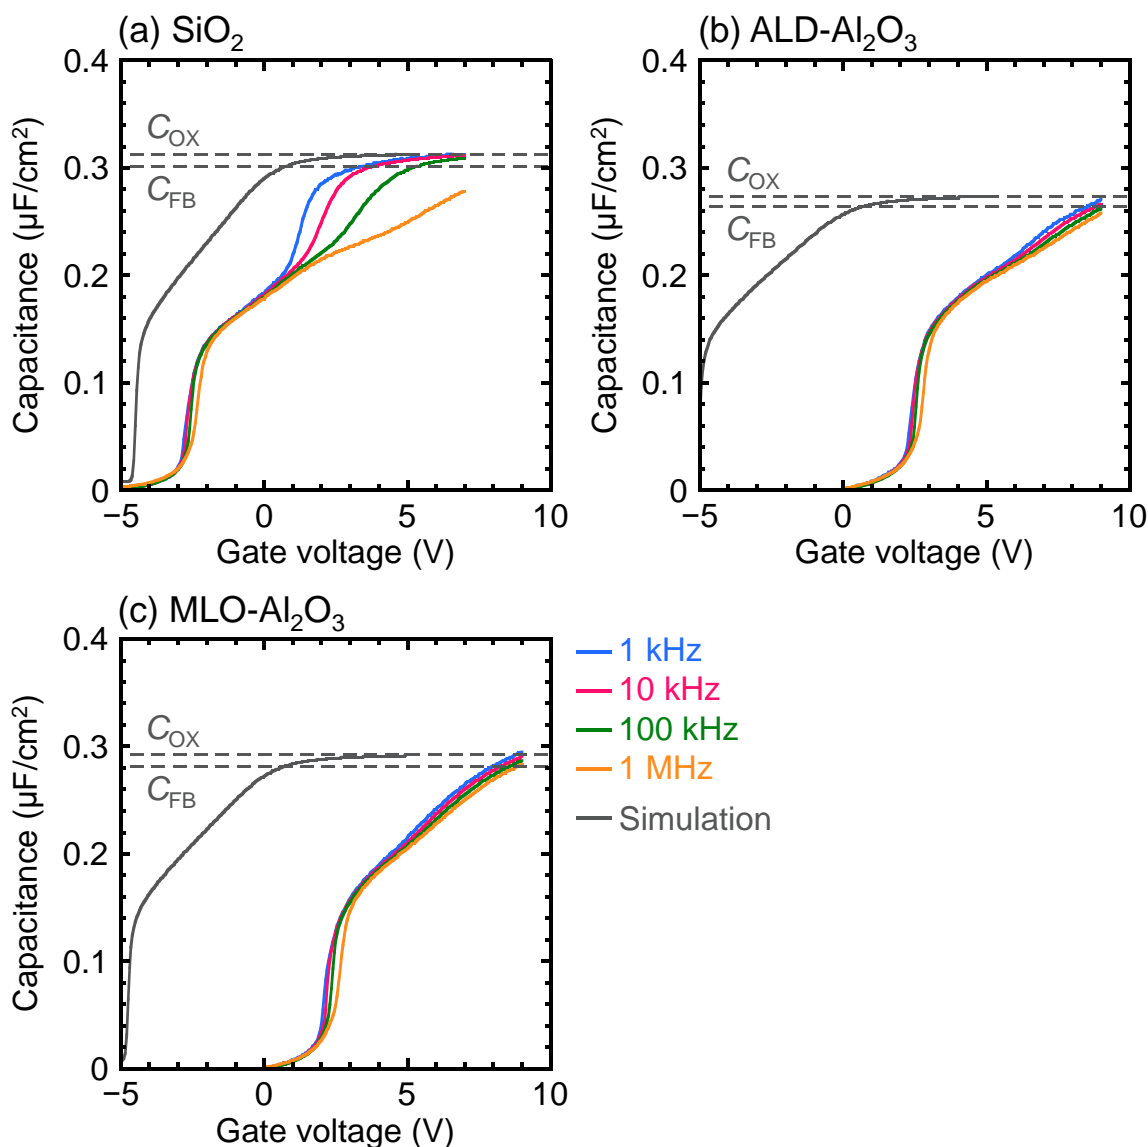 (a) SiO₂
0.4
0.3
0.2
0.1
0
Capacitance (μF/cm²)
C_OX
C_FB
−5 0 5 10
Gate voltage (V)
(b) ALD-Al₂O₃
0.4
0.3
0.2
0.1
0
Capacitance (μF/cm²)
C_OX
C_FB
−5 0 5 10
Gate voltage (V)
(c) MLO-Al₂O₃
0.4
0.3
0.2
0.1
0
Capacitance (μF/cm²)
C_OX
C_FB
−5 0 5 10
Gate voltage (V)
1 kHz
10 kHz
100 kHz
1 MHz
Simulation